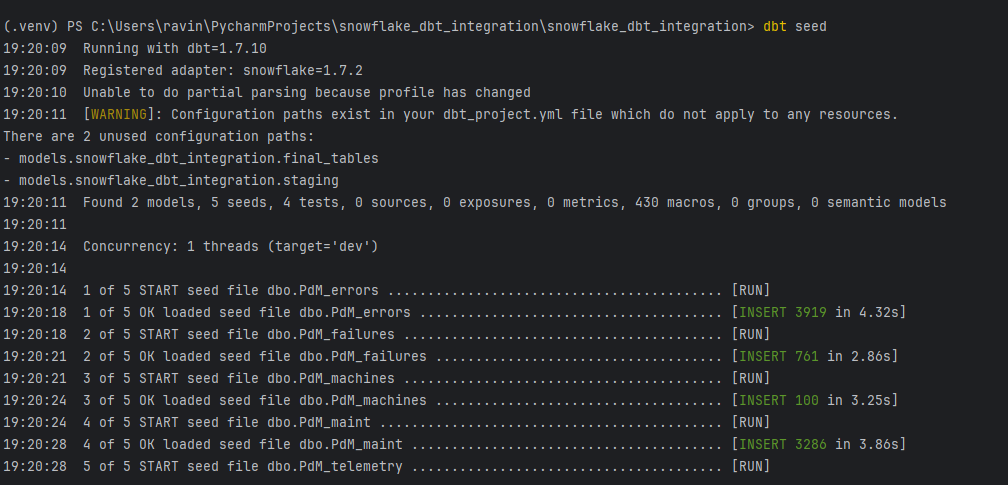 (.venv) PS C:\Users\ravin\PycharmProjects\snowflake_dbt_integration\snowflake_dbt_integration> dbt seed
19:20:09  Running with dbt=1.7.10
19:20:09  Registered adapter: snowflake=1.7.2
19:20:10  Unable to do partial parsing because profile has changed
19:20:11  [WARNING]: Configuration paths exist in your dbt_project.yml file which do not apply to any resources.
There are 2 unused configuration paths:
- models.snowflake_dbt_integration.final_tables
- models.snowflake_dbt_integration.staging
19:20:11  Found 2 models, 5 seeds, 4 tests, 0 sources, 0 exposures, 0 metrics, 430 macros, 0 groups, 0 semantic models
19:20:11
19:20:14  Concurrency: 1 threads (target='dev')
19:20:14
19:20:14  1 of 5 START seed file dbo.PdM_errors .......................................... [RUN]
19:20:18  1 of 5 OK loaded seed file dbo.PdM_errors ...................................... [INSERT 3919 in 4.32s]
19:20:18  2 of 5 START seed file dbo.PdM_failures ........................................ [RUN]
19:20:21  2 of 5 OK loaded seed file dbo.PdM_failures .................................... [INSERT 761 in 2.86s]
19:20:21  3 of 5 START seed file dbo.PdM_machines ........................................ [RUN]
19:20:24  3 of 5 OK loaded seed file dbo.PdM_machines .................................... [INSERT 100 in 3.25s]
19:20:24  4 of 5 START seed file dbo.PdM_maint ........................................... [RUN]
19:20:28  4 of 5 OK loaded seed file dbo.PdM_maint ....................................... [INSERT 3286 in 3.86s]
19:20:28  5 of 5 START seed file dbo.PdM_telemetry ....................................... [RUN]